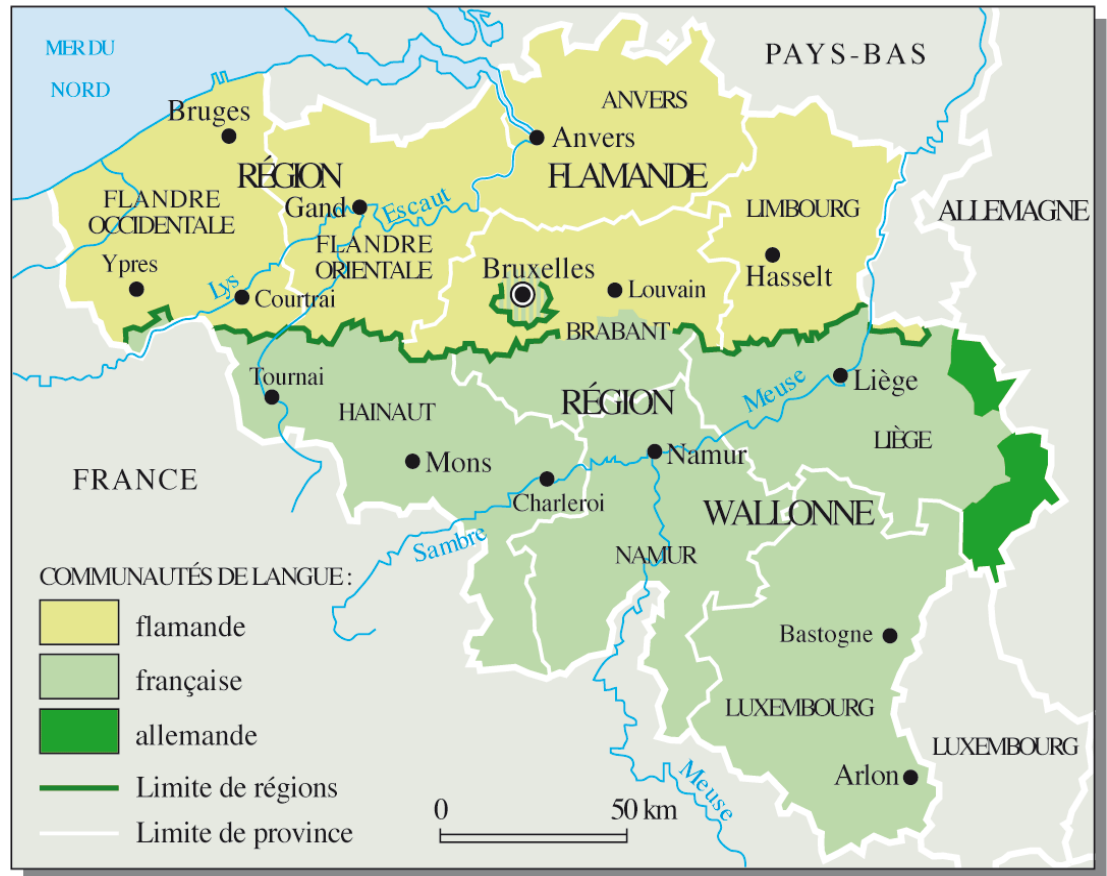 MER DU
NORD
PAYS-BAS
ANVERS
Bruges
Anvers
RÉGION
FLAMANDE
FLANDRE
OCCIDENTALE
Gand
Escaut
LIMBOURG
ALLEMAGNE
FLANDRE
ORIENTALE
Ypres
Bruxelles
Hasselt
Lys
Courtrai
Louvain
BRABANT
Tournai
Meuse
Liège
HAINAUT
RÉGION
LIÈGE
Mons
Namur
FRANCE
Charleroi
WALLONNE
Sambre
NAMUR
COMMUNAUTÉS DE LANGUE :
flamande
Bastogne
française
LUXEMBOURG
allemande
LUXEMBOURG
Meuse
Arlon
Limite de régions
0 50 km
Limite de province